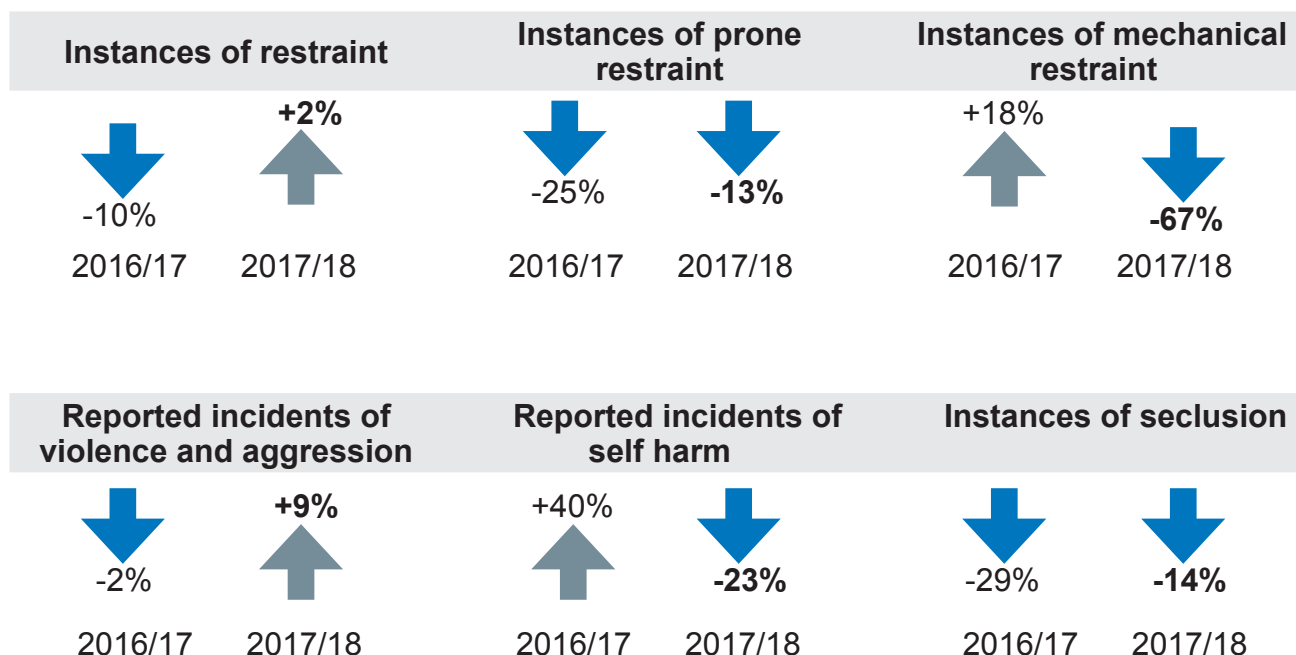 Instances of restraint
Instances of prone
restraint
Instances of mechanical
restraint
+2%
-10%
2016/17 2017/18
-25% -13%
2016/17 2017/18
+18%
-67%
2016/17 2017/18
Reported incidents of
violence and aggression
Reported incidents of
self harm
Instances of seclusion
+9%
-2%
2016/17 2017/18
+40%
-23%
2016/17 2017/18
-29% -14%
2016/17 2017/18